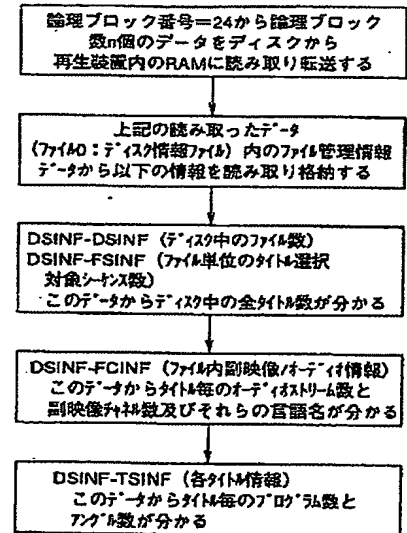 論理ブロック番号=24から論理ブロック
数n個のデータをディスクから
再生装置内のRAMに読み取り転送する
上記の読み取ったデータ
(ファイル0:ディスク情報ファイル) 内のファイル管理情報
データから以下の情報を読み取り格納する
DSINF-DSINF (ディスク中のファイル数)
DSINF-FSINF (ファイル単位のタイトル選択
対象シーケンス数)
このデータからディスク中の全タイトル数が分かる
DSINF-FCINF (ファイル内副映像/オーディオ情報)
このデータからタイトル毎のオーディオストリーム数と
副映像チャネル数及びそれらの言語名が分かる
DSINF-TSINF (各タイトル情報)
このデータからタイトル毎のプログラム数と
アングル数が分かる